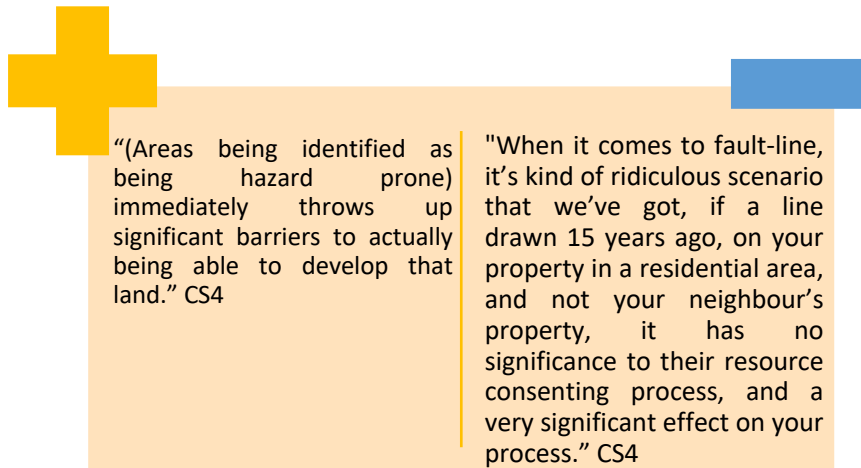 “(Areas being identified as
being hazard prone)
immediately throws up
significant barriers to actually
being able to develop that
land.” CS4
"When it comes to fault-line,
it’s kind of ridiculous scenario
that we’ve got, if a line
drawn 15 years ago, on your
property in a residential area,
and not your neighbour’s
property, it has no
significance to their resource
consenting process, and a
very significant effect on your
process.” CS4